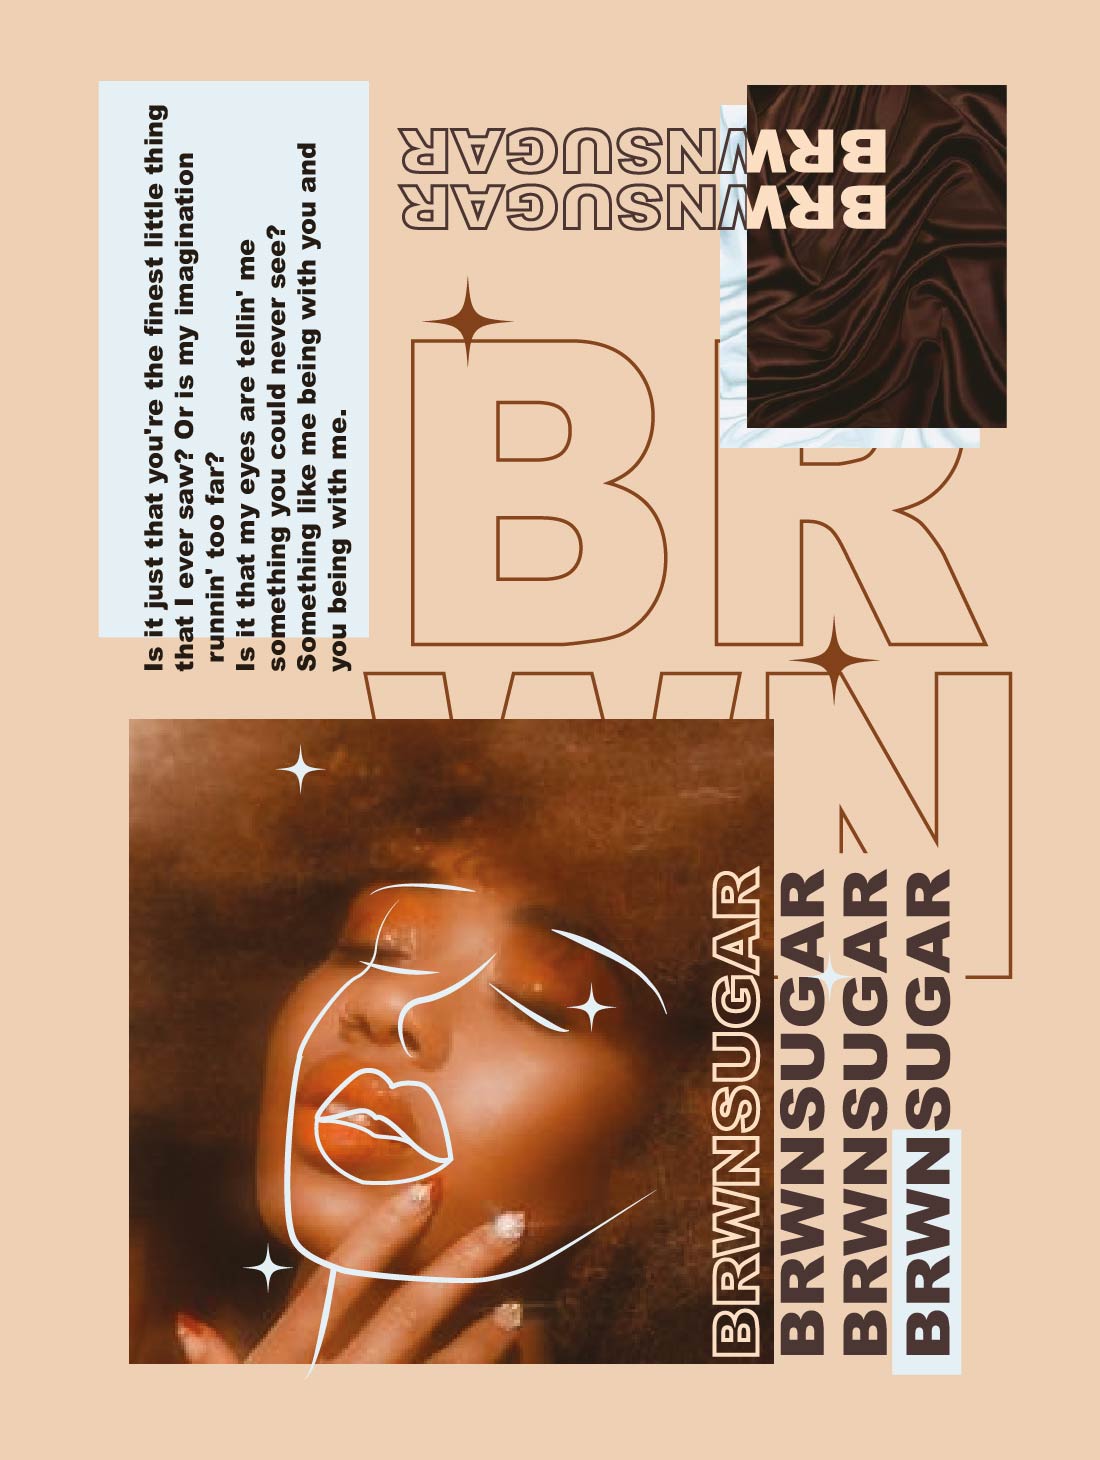 Is it just that you're the finest little thing
that I ever saw? Or is my imagination
runnin' too far?
Is it that my eyes are tellin' me
something you could never see?
Something like me being with you and
you being with me.
BRWNSUGAR
BRWNSUGAR
BR
WN
BRWNSUGAR
BRWNSUGAR
BRWNSUGAR
BRWNSUGAR